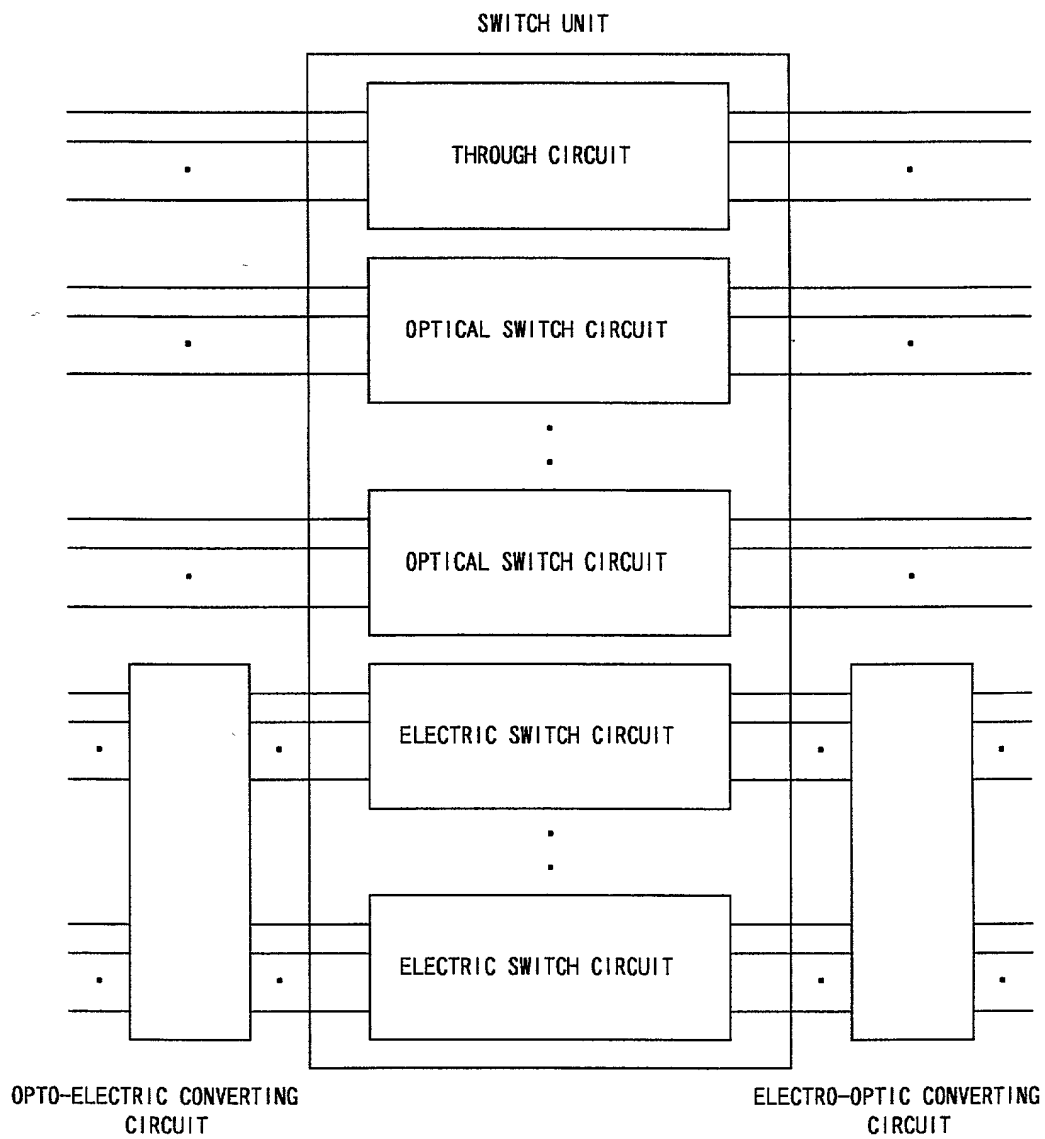 SWITCH UNIT
THROUGH CIRCUIT
OPTICAL SWITCH CIRCUIT
OPTICAL SWITCH CIRCUIT
ELECTRIC SWITCH CIRCUIT
ELECTRIC SWITCH CIRCUIT
OPTO-ELECTRIC CONVERTING
CIRCUIT
ELECTRO-OPTIC CONVERTING
CIRCUIT